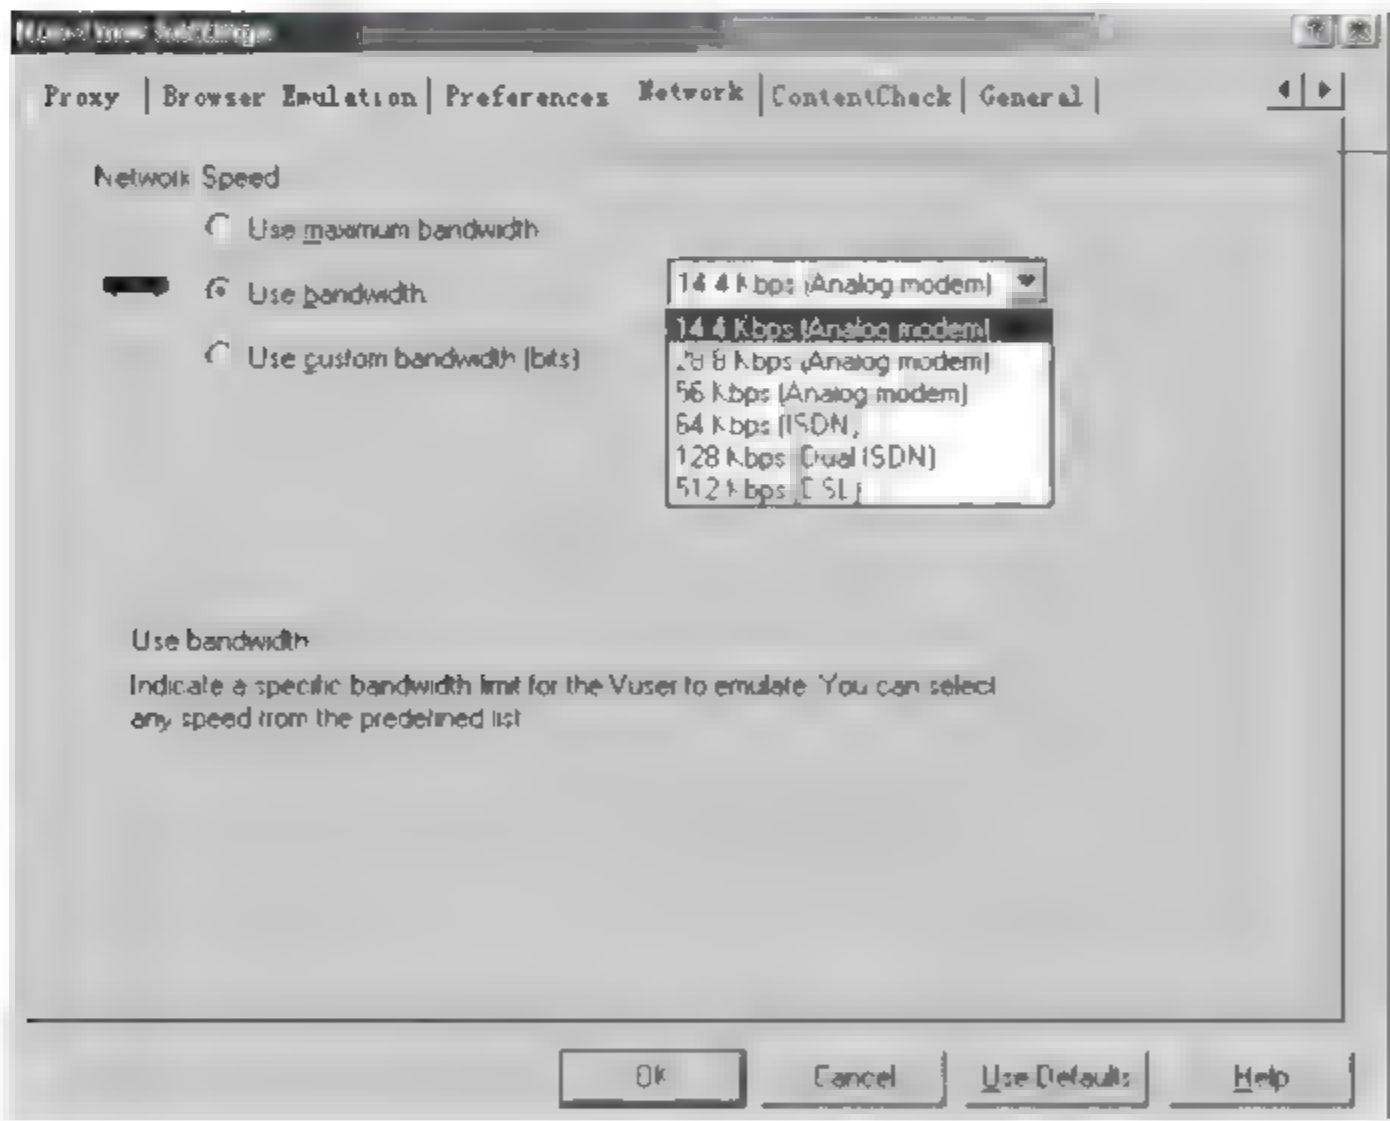 Run-time Settings
Proxy Browser Emulation Preferences Network ContentCheck General
Network Speed
Use maximum bandwidth
Use bandwidth
14.4 Kbps (Analog modem)
Use custom bandwidth (bits)
14.4 Kbps (Analog modem)
28.8 Kbps (Analog modem)
56 Kbps (Analog modem)
64 Kbps (ISDN)
128 Kbps (Dual ISDN)
512 Kbps (DSL)
Use bandwidth
Indicate a specific bandwidth limit for the Vuser to emulate. You can select
any speed from the predefined list
OK Cancel Use Defaults Help